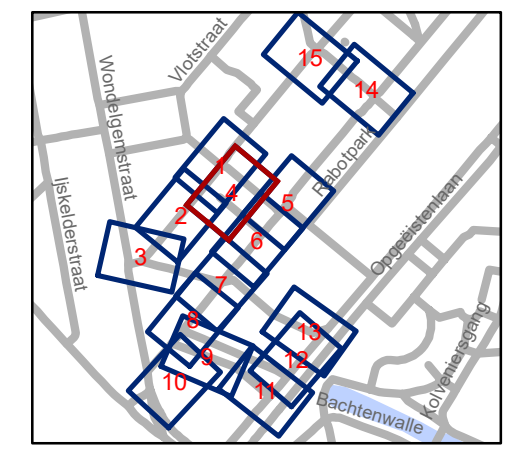 Vlotstraat
15
14
Wondelgemstraat
1
Rabotpark
4
5
Ijskelderstraat
2
Opgeëistenlaan
6
3
7
8
13
Kolveniersgang
9
12
10
11
Bachtenwalle